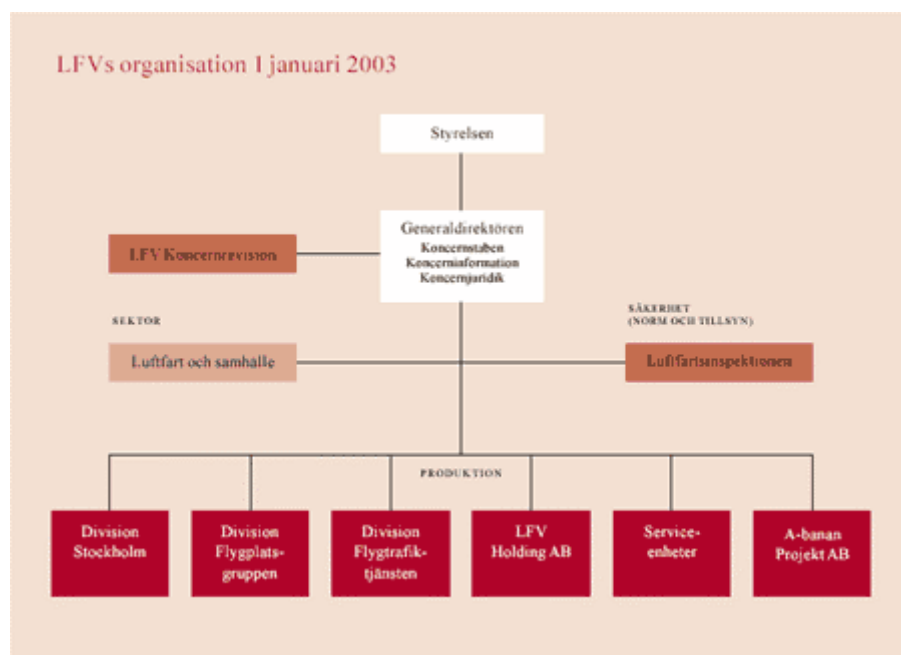 LFVs organisation 1 januari 2003
Styrelsen
Generaldirektören
Koncernstaben
Koncerninformation
Koncernjuridik
LFV Koncernrevision
SEKTOR
SÄKERHET
(NORM OCH TILLSYN)
Luftfart och samhälle
Luftfartsinspektionen
PRODUKTION
Division
Stockholm
Division
Flygplats-
gruppen
Division
Flygtrafik-
tjänsten
LFV
Holding AB
Service-
enheter
A-banan
Projekt AB